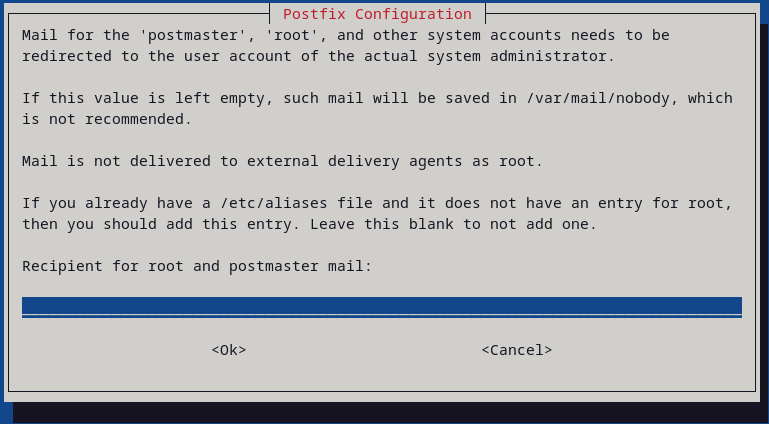 Postfix Configuration
Mail for the 'postmaster', 'root', and other system accounts needs to be
redirected to the user account of the actual system administrator.
If this value is left empty, such mail will be saved in /var/mail/nobody, which
is not recommended.
Mail is not delivered to external delivery agents as root.
If you already have a /etc/aliases file and it does not have an entry for root,
then you should add this entry. Leave this blank to not add one.
Recipient for root and postmaster mail:
<Ok> <Cancel>